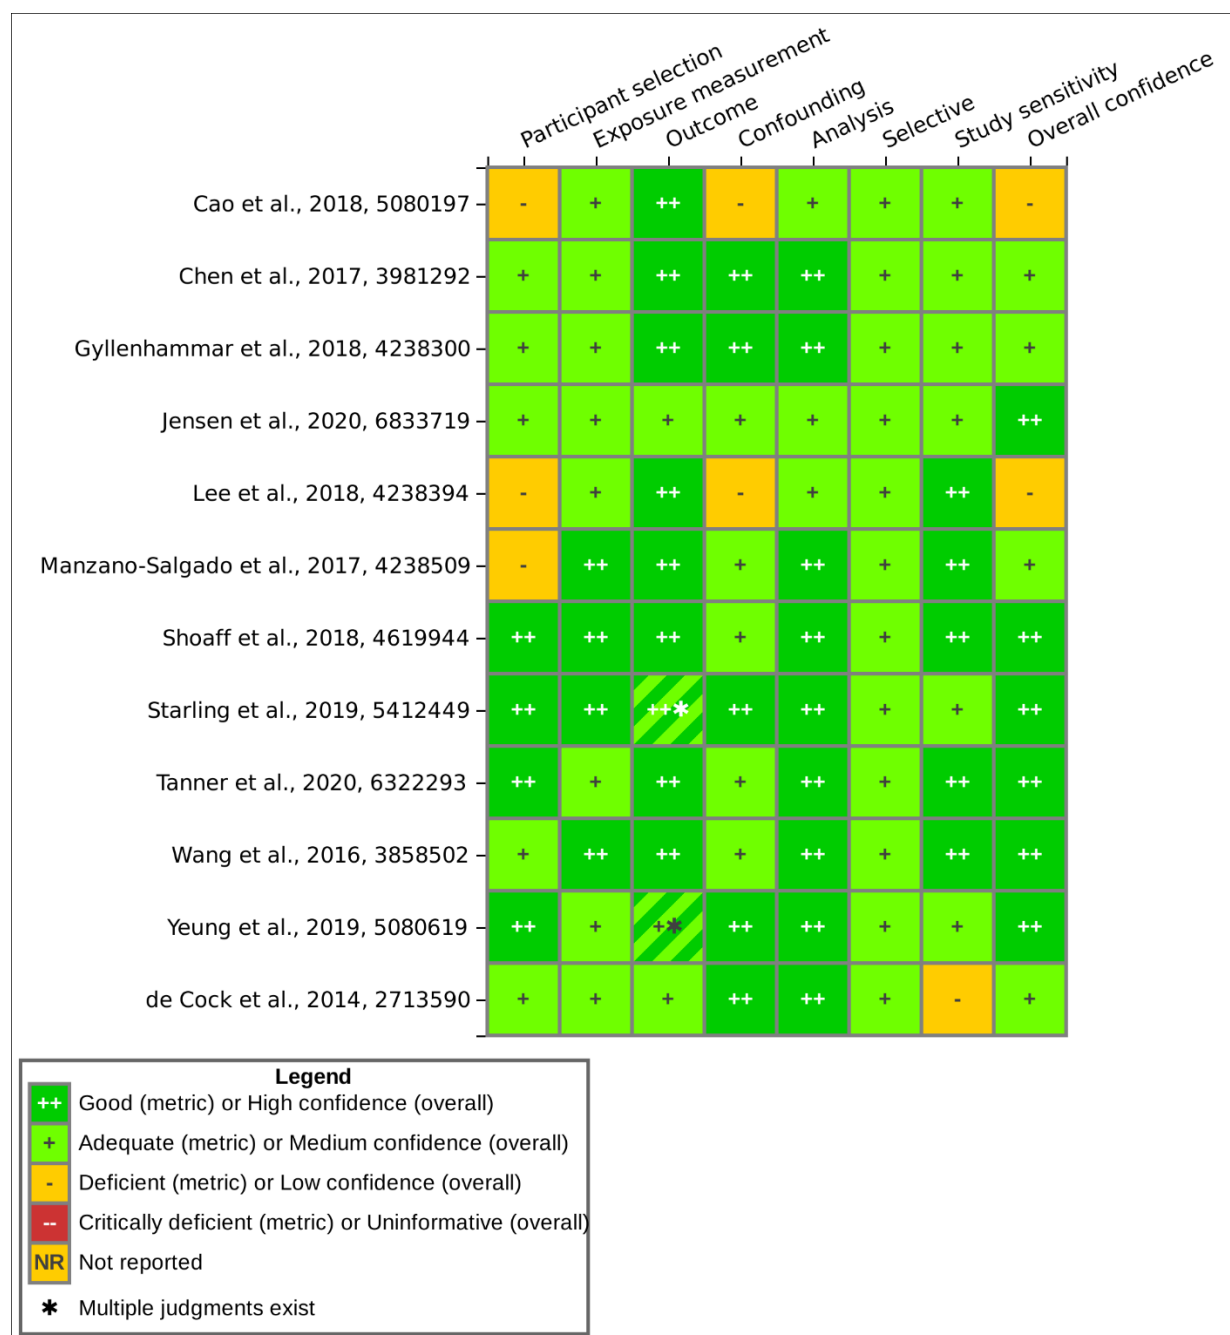 Participant selection
Exposure measurement
Outcome
Confounding
Analysis
Selective
Study sensitivity
Overall confidence
Cao et al., 2018, 5080197 - + ++ - + + + -
Chen et al., 2017, 3981292 + + ++ ++ ++ + + +
Gyllenhammar et al., 2018, 4238300 + + ++ ++ ++ + + +
Jensen et al., 2020, 6833719 + + + + + + + ++
Lee et al., 2018, 4238394 - + ++ - + + ++ -
Manzano-Salgado et al., 2017, 4238509 - ++ ++ + ++ + ++ +
Shoaff et al., 2018, 4619944 ++ ++ ++ + ++ + ++ ++
Starling et al., 2019, 5412449 ++ ++ ++✱ ++ ++ + + ++
Tanner et al., 2020, 6322293 ++ + ++ + ++ + ++ ++
Wang et al., 2016, 3858502 + ++ ++ + ++ + ++ ++
Yeung et al., 2019, 5080619 ++ + +✱ ++ ++ + + ++
de Cock et al., 2014, 2713590 + + + ++ ++ + - +
Legend
++ Good (metric) or High confidence (overall)
+ Adequate (metric) or Medium confidence (overall)
- Deficient (metric) or Low confidence (overall)
-- Critically deficient (metric) or Uninformative (overall)
NR Not reported
✱ Multiple judgments exist